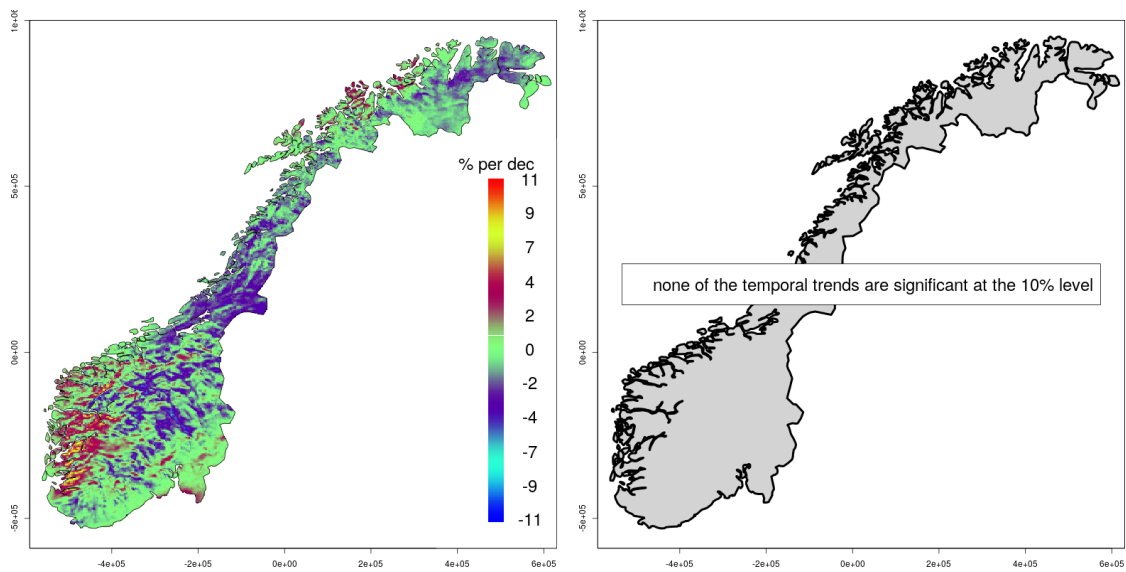 1e+06
5e+05
0e+00
-5e+05
-4e+05
-2e+05
0e+00
2e+05
4e+05
6e+05
% per dec
11
9
7
4
2
0
-2
-4
-7
-9
-11
1e+06
5e+05
0e+00
-5e+05
-4e+05
-2e+05
0e+00
2e+05
4e+05
6e+05
none of the temporal trends are significant at the 10% level